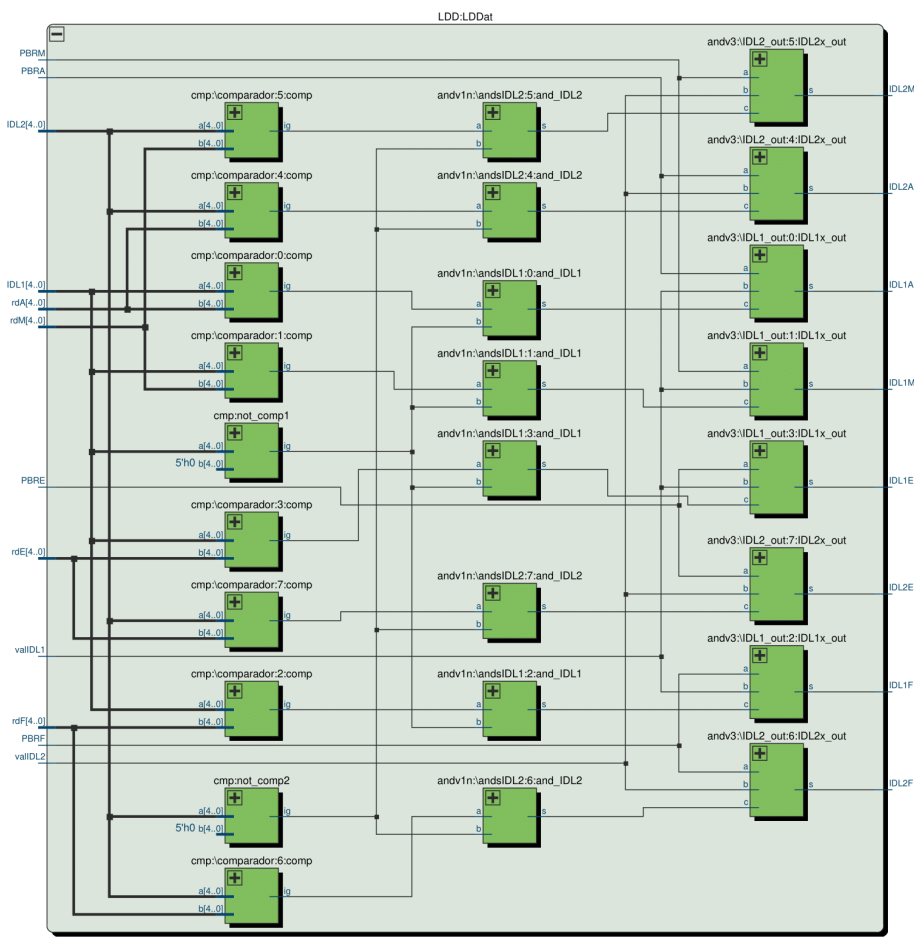 LDD:LDDat
PBRM
PBRA
IDL2[4..0]
IDL1[4..0]
rdA[4..0]
rdM[4..0]
PBRE
rdE[4..0]
valIDL1
rdF[4..0]
PBRF
valIDL2
cmp:\comparador:5:comp
a[4..0]
b[4..0]
ig
cmp:\comparador:4:comp
a[4..0]
b[4..0]
ig
cmp:\comparador:0:comp
a[4..0]
b[4..0]
ig
cmp:\comparador:1:comp
a[4..0]
b[4..0]
ig
cmp:not_comp1
a[4..0]
5'h0 b[4..0]
ig
cmp:\comparador:3:comp
a[4..0]
b[4..0]
ig
cmp:\comparador:7:comp
a[4..0]
b[4..0]
ig
cmp:\comparador:2:comp
a[4..0]
b[4..0]
ig
cmp:not_comp2
a[4..0]
5'h0 b[4..0]
ig
cmp:\comparador:6:comp
a[4..0]
b[4..0]
ig
andv1n:\andsIDL2:5:and_IDL2
a
b
s
andv1n:\andsIDL2:4:and_IDL2
a
b
s
andv1n:\andsIDL1:0:and_IDL1
a
b
s
andv1n:\andsIDL1:1:and_IDL1
a
b
s
andv1n:\andsIDL1:3:and_IDL1
a
b
s
andv1n:\andsIDL2:7:and_IDL2
a
b
s
andv1n:\andsIDL1:2:and_IDL1
a
b
s
andv1n:\andsIDL2:6:and_IDL2
a
b
s
andv3:\IDL2_out:5:IDL2x_out
a
b
c
s
IDL2M
andv3:\IDL2_out:4:IDL2x_out
a
b
c
s
IDL2A
andv3:\IDL1_out:0:IDL1x_out
a
b
c
s
IDL1A
andv3:\IDL1_out:1:IDL1x_out
a
b
c
s
IDL1M
andv3:\IDL1_out:3:IDL1x_out
a
b
c
s
IDL1E
andv3:\IDL2_out:7:IDL2x_out
a
b
c
s
IDL2E
andv3:\IDL1_out:2:IDL1x_out
a
b
c
s
IDL1F
andv3:\IDL2_out:6:IDL2x_out
a
b
c
s
IDL2F